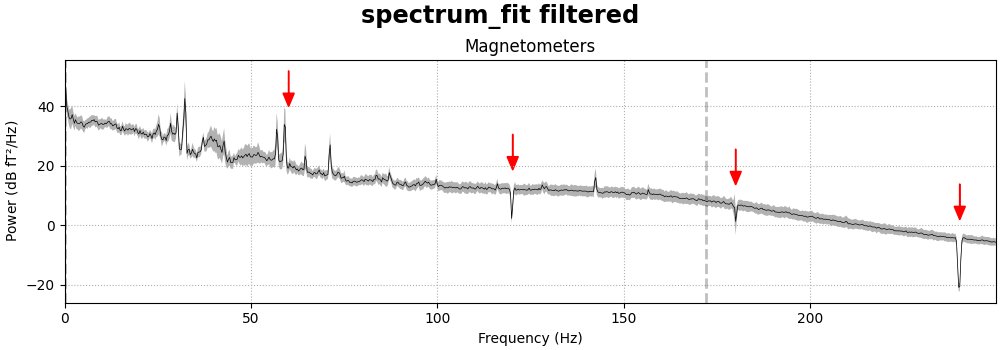 spectrum_fit filtered
Magnetometers
Power (dB fT²/Hz)
40
20
0
−20
0 50 100 150 200
Frequency (Hz)